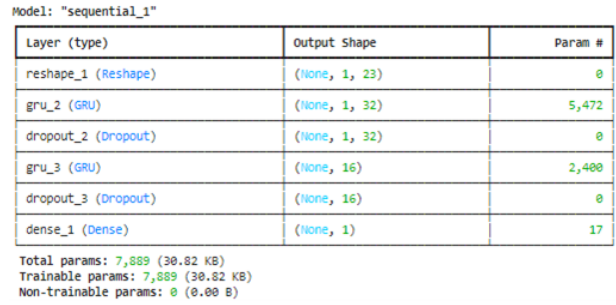 Model: "sequential_1"
Layer (type) Output Shape Param #
reshape_1 (Reshape) (None, 1, 23) 0
gru_2 (GRU) (None, 1, 32) 5,472
dropout_2 (Dropout) (None, 1, 32) 0
gru_3 (GRU) (None, 16) 2,400
dropout_3 (Dropout) (None, 16) 0
dense_1 (Dense) (None, 1) 17
Total params: 7,889 (30.82 KB)
Trainable params: 7,889 (30.82 KB)
Non-trainable params: 0 (0.00 B)